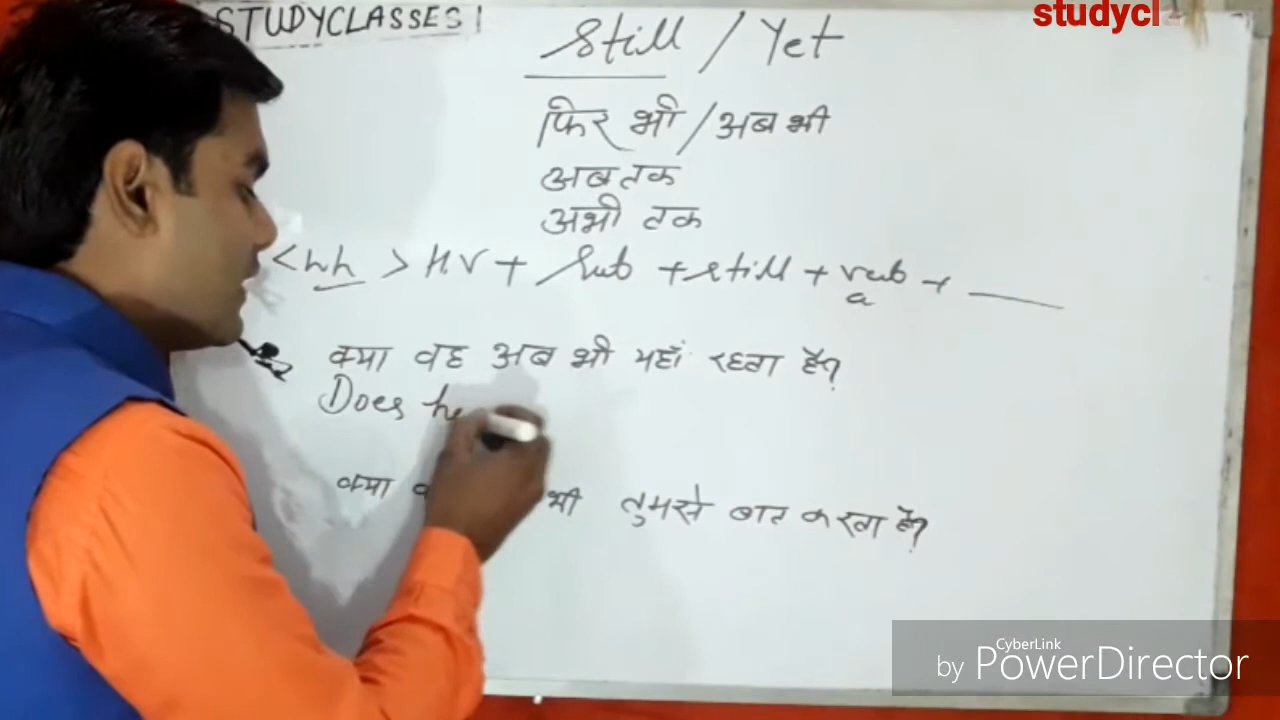 STUDYCLASSES
studycl
Still / Yet
फिर भी / अब भी
अब तक
अभी तक
<wh> H.V + Sub + still + verb + ___
क्या वह अब भी यहाँ रहता है?
Does he
क्या भी तुमसे बात करता है?
CyberLink
by PowerDirector